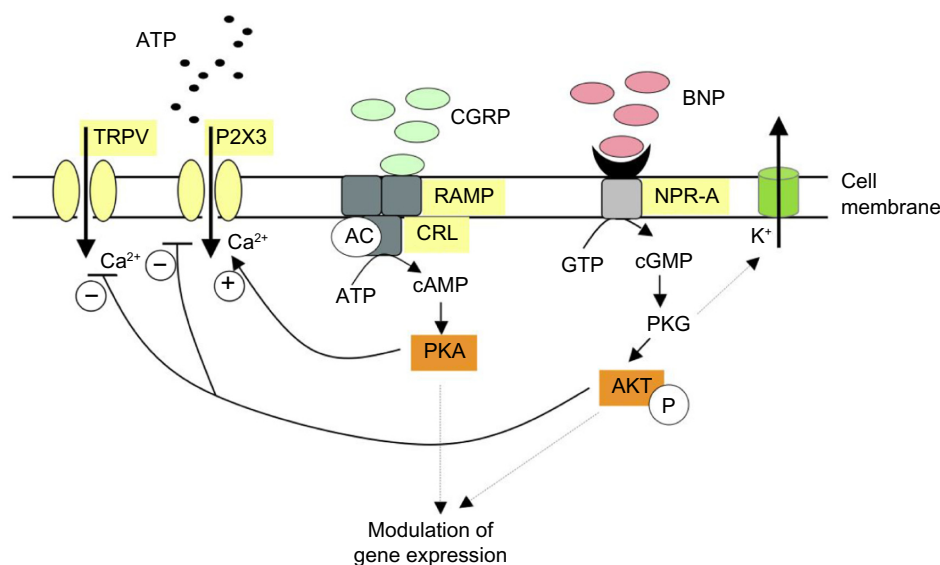 ATP
TRPV
P2X3
CGRP
BNP
RAMP
NPR-A
Cell
membrane
AC
CRL
Ca²⁺
Ca²⁺
K⁺
−
−
+
ATP
cAMP
GTP
cGMP
PKA
PKG
AKT
P
Modulation of
gene expression